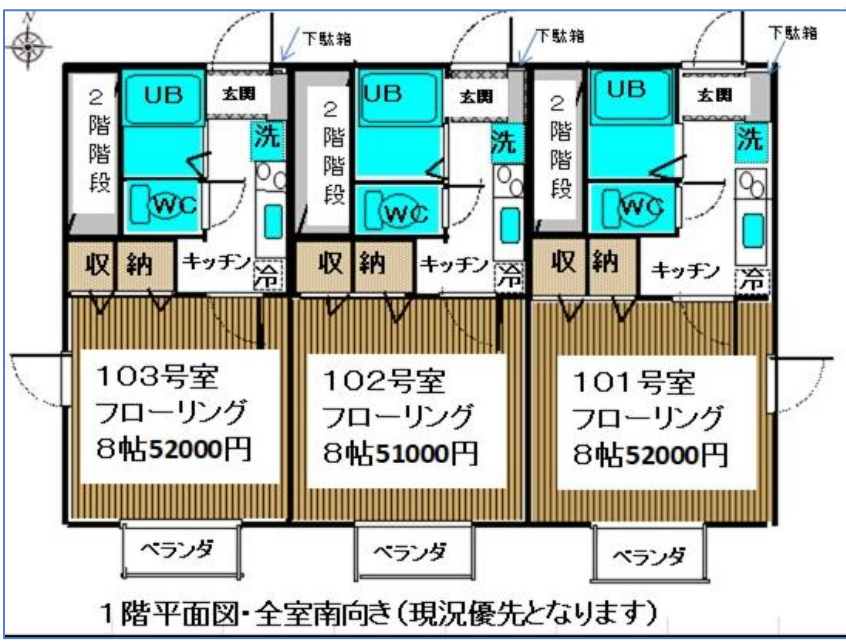 N
下駄箱
下駄箱
下駄箱
2階階段
UB
玄関
洗
WC
収
納
キッチン
冷
2階階段
UB
玄関
洗
WC
収
納
キッチン
冷
2階階段
UB
玄関
洗
WC
収
納
キッチン
冷
103号室
フローリング
8帖52000円
102号室
フローリング
8帖51000円
101号室
フローリング
8帖52000円
ベランダ
ベランダ
ベランダ
1階平面図・全室南向き(現況優先となります)